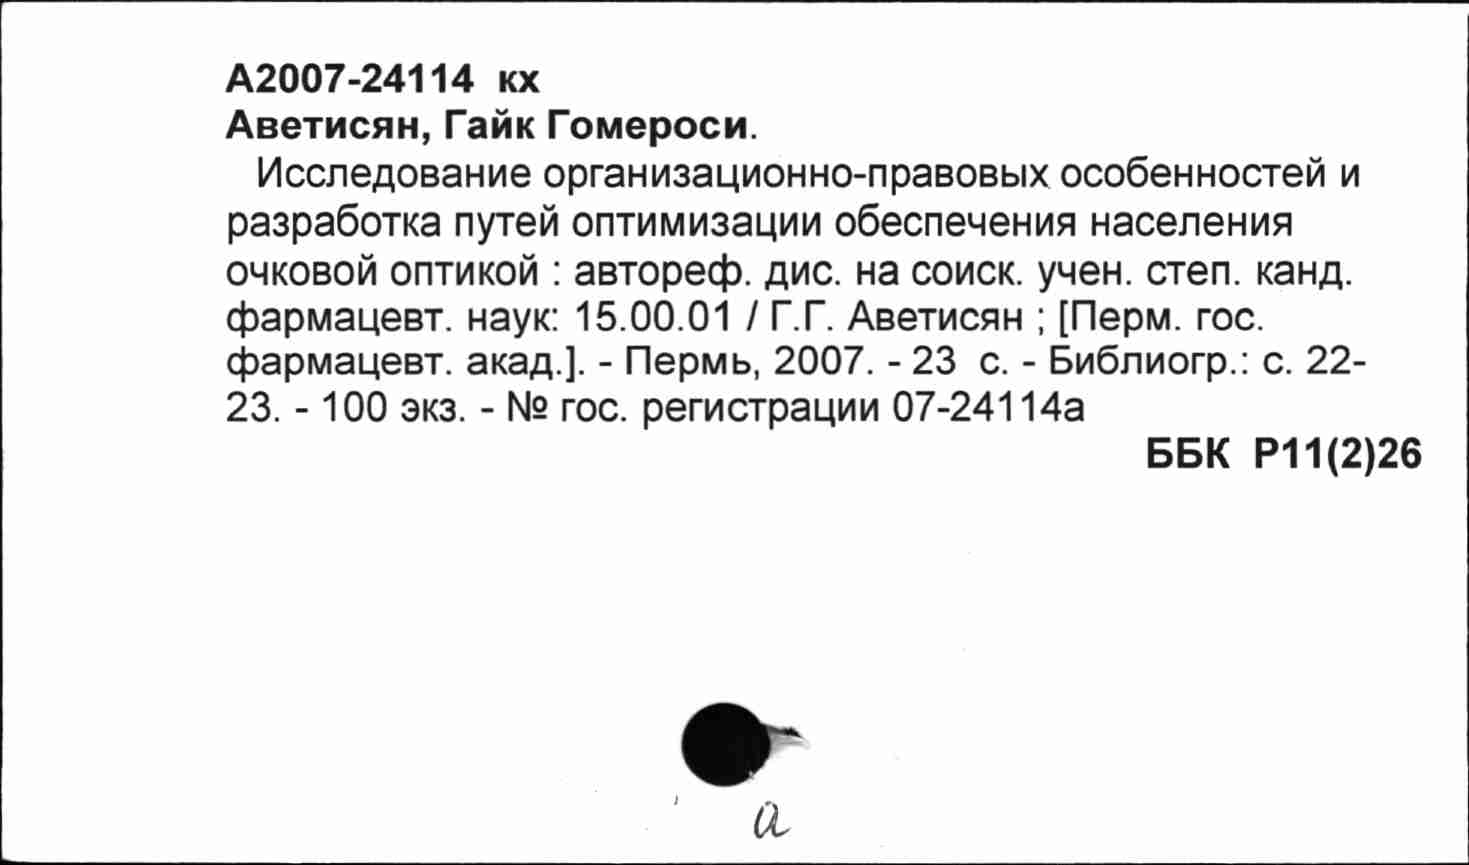 А2007-24114 кх
Аветисян, Гайк Гомероси.
Исследование организационно-правовых особенностей и
разработка путей оптимизации обеспечения населения
очковой оптикой : автореф. дис. на соиск. учен. степ. канд.
фармацевт. наук: 15.00.01 / Г.Г. Аветисян ; [Перм. гос.
фармацевт. акад.]. - Пермь, 2007. - 23 с. - Библиогр.: с. 22-
23. - 100 экз. - № гос. регистрации 07-24114а
ББК Р11(2)26
а